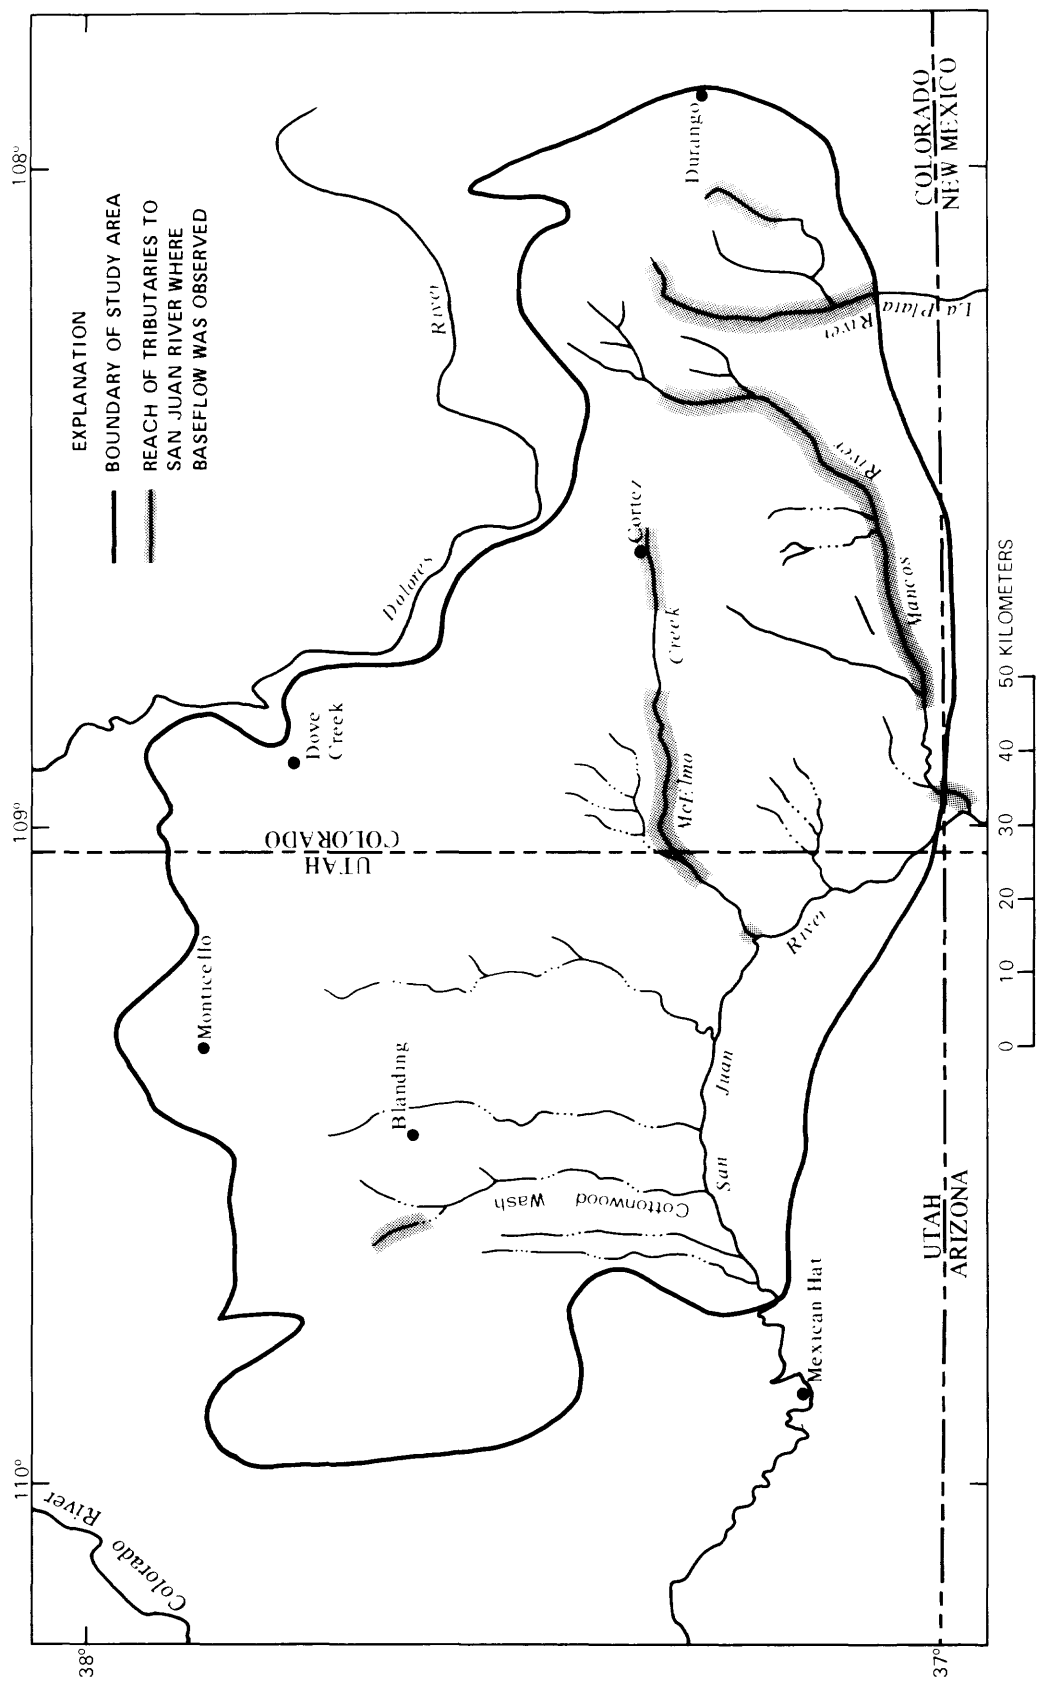 EXPLANATION
BOUNDARY OF STUDY AREA
REACH OF TRIBUTARIES TO
SAN JUAN RIVER WHERE
BASEFLOW WAS OBSERVED
110°
109°
108°
38°
37°
Colorado River
Monticello
Dove
Creek
Dolores
River
UTAH
COLORADO
Blanding
Cottonwood Wash
McElmo
Creek
Cortez
Durango
San
Juan
River
Mancos
River
La Plata
River
Mexican Hat
UTAH
ARIZONA
COLORADO
NEW MEXICO
0
10
20
30
40
50 KILOMETERS